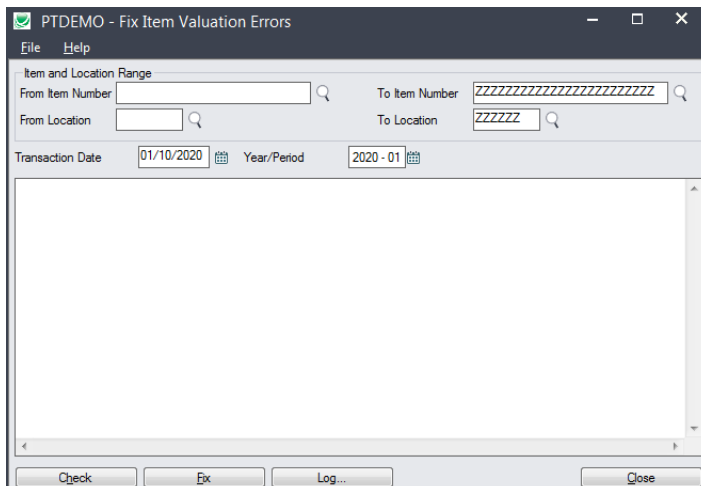 PTDEMO - Fix Item Valuation Errors
File Help
Item and Location Range
From Item Number To Item Number ZZZZZZZZZZZZZZZZZZZZZZZZ
From Location To Location ZZZZZZ
Transaction Date 01/10/2020 Year/Period 2020 - 01
Check Fix Log... Close